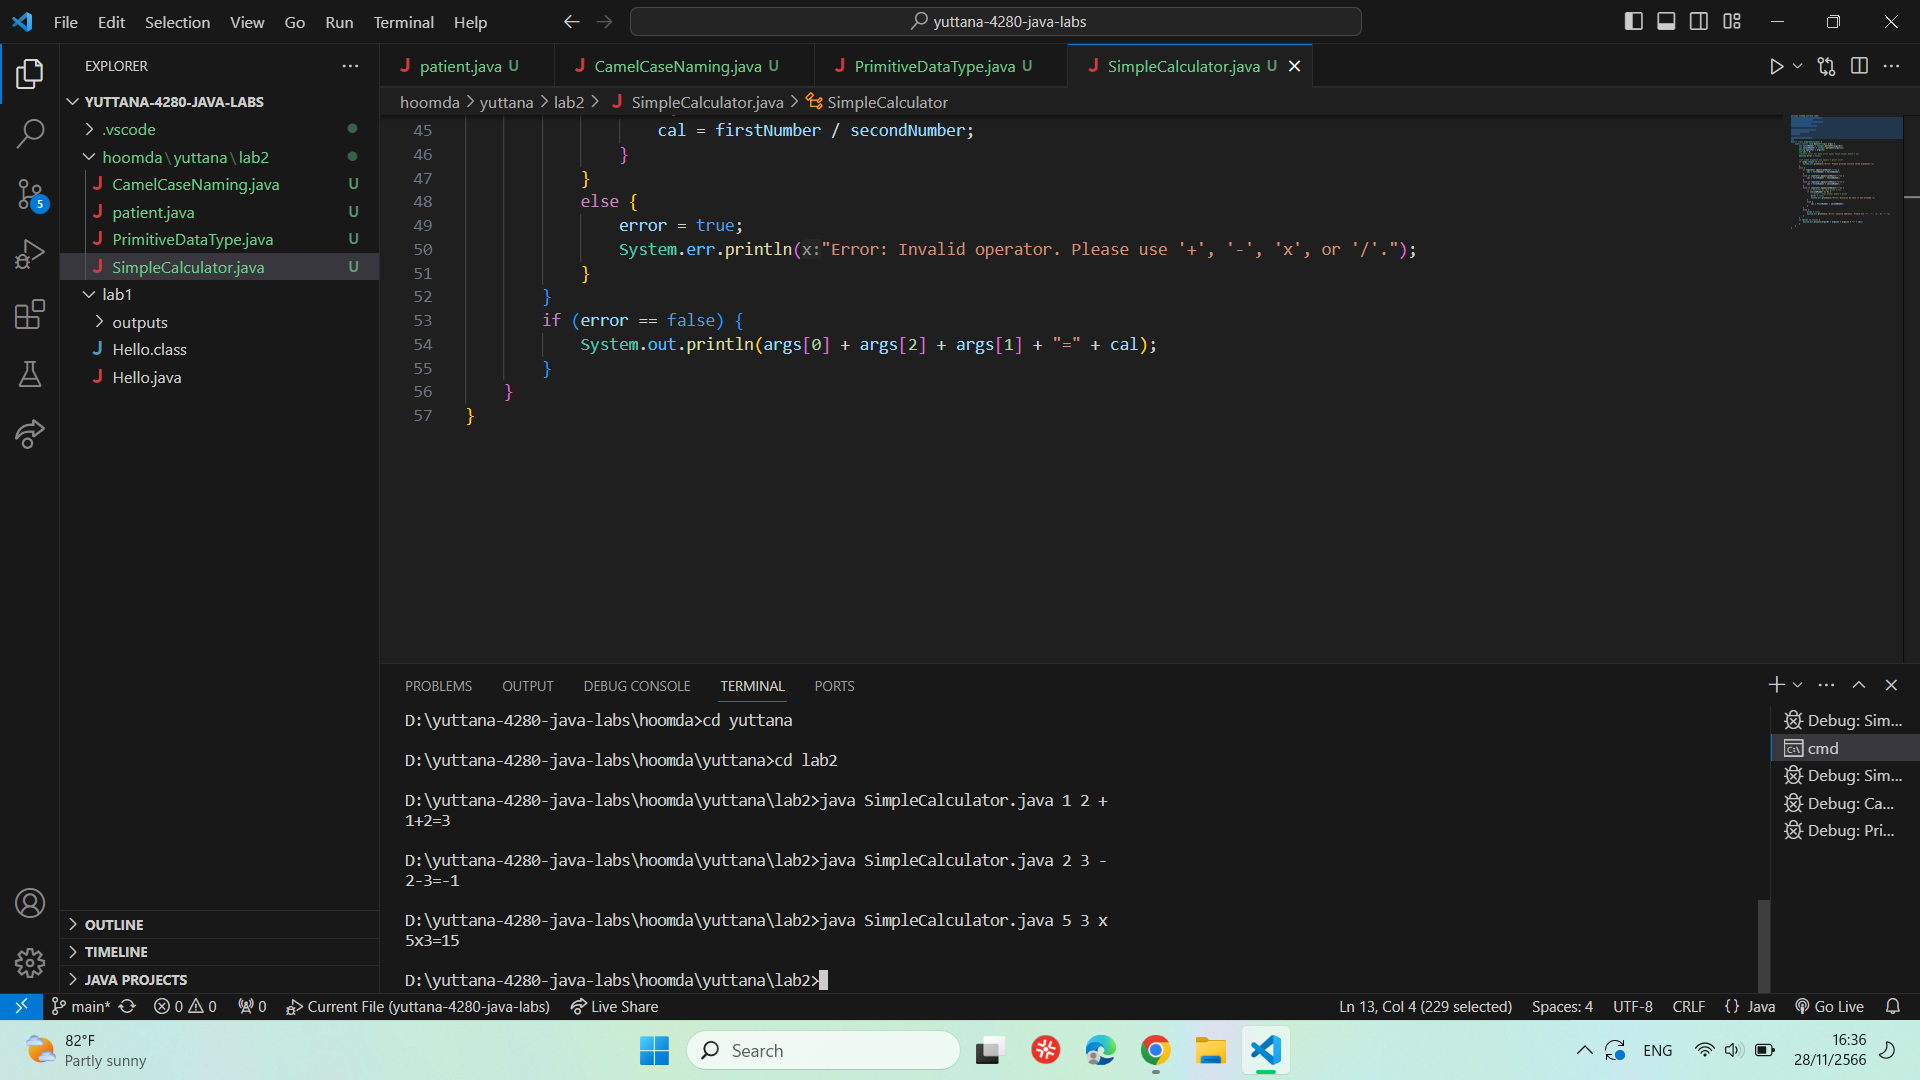 File Edit Selection View Go Run Terminal Help
yuttana-4280-java-labs
EXPLORER
YUTTANA-4280-JAVA-LABS
.vscode
hoomda\yuttana\lab2
CamelCaseNaming.java U
patient.java U
PrimitiveDataType.java U
SimpleCalculator.java U
lab1
outputs
Hello.class
Hello.java
OUTLINE
TIMELINE
JAVA PROJECTS
5
patient.java U
CamelCaseNaming.java U
PrimitiveDataType.java U
SimpleCalculator.java U
hoomda > yuttana > lab2 > SimpleCalculator.java > SimpleCalculator
45 cal = firstNumber / secondNumber;
46 }
47 }
48 else {
49 error = true;
50 System.err.println(x:"Error: Invalid operator. Please use '+', '-', 'x', or '/'.");
51 }
52 }
53 if (error == false) {
54 System.out.println(args[0] + args[2] + args[1] + "=" + cal);
55 }
56 }
57 }
PROBLEMS OUTPUT DEBUG CONSOLE TERMINAL PORTS
D:\yuttana-4280-java-labs\hoomda>cd yuttana
D:\yuttana-4280-java-labs\hoomda\yuttana>cd lab2
D:\yuttana-4280-java-labs\hoomda\yuttana\lab2>java SimpleCalculator.java 1 2 +
1+2=3
D:\yuttana-4280-java-labs\hoomda\yuttana\lab2>java SimpleCalculator.java 2 3 -
2-3=-1
D:\yuttana-4280-java-labs\hoomda\yuttana\lab2>java SimpleCalculator.java 5 3 x
5x3=15
D:\yuttana-4280-java-labs\hoomda\yuttana\lab2>
Debug: Sim...
cmd
Debug: Sim...
Debug: Ca...
Debug: Pri...
main* 0 0 0 Current File (yuttana-4280-java-labs) Live Share
Ln 13, Col 4 (229 selected) Spaces: 4 UTF-8 CRLF {} Java Go Live
82°F
Partly sunny
Search
ENG
16:36
28/11/2566